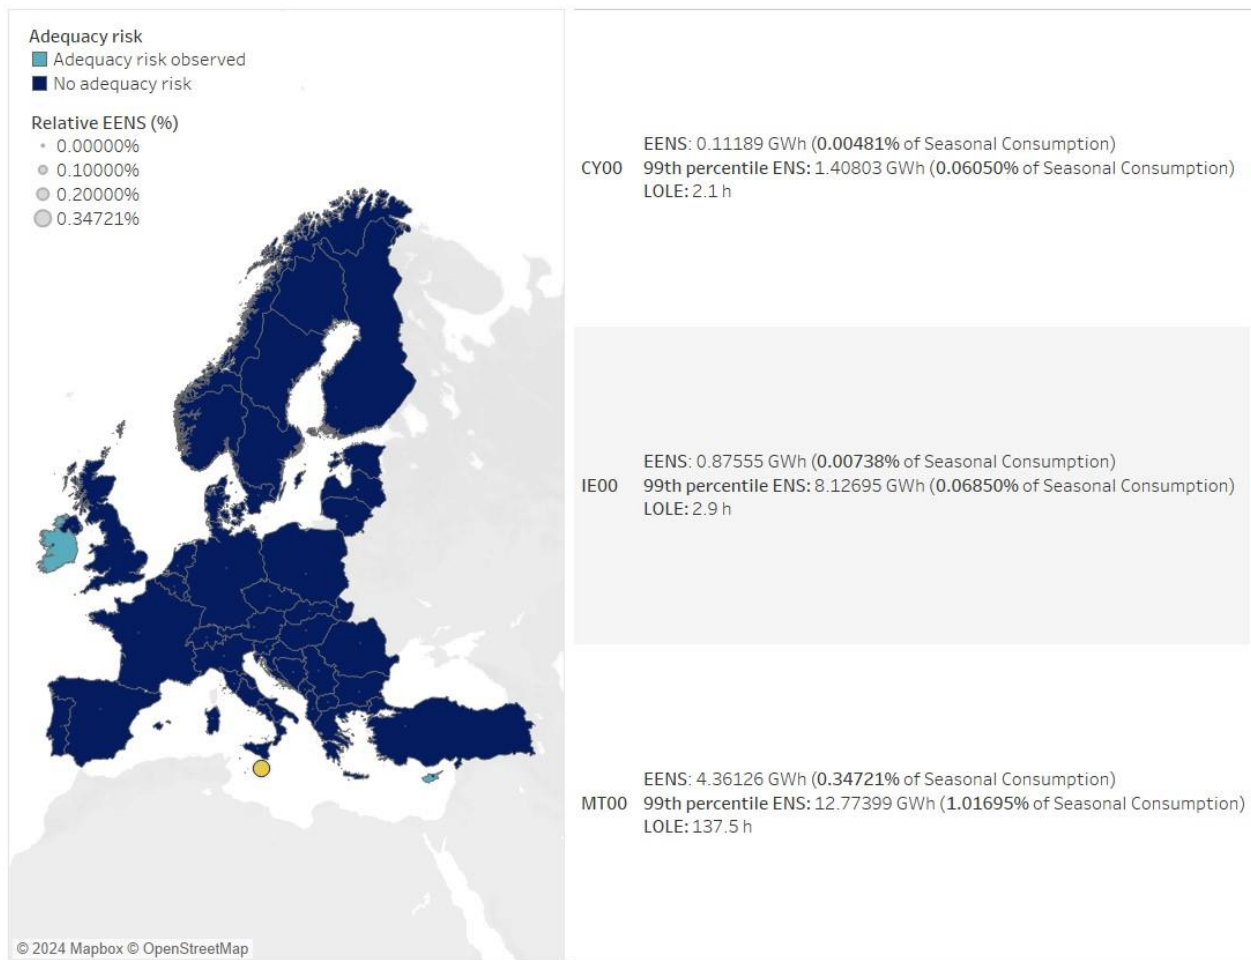 Adequacy risk
Adequacy risk observed
No adequacy risk
Relative EENS (%)
0.00000%
0.10000%
0.20000%
0.34721%
© 2024 Mapbox © OpenStreetMap
EENS: 0.11189 GWh (0.00481% of Seasonal Consumption)
CY00 99th percentile ENS: 1.40803 GWh (0.06050% of Seasonal Consumption)
LOLE: 2.1 h
EENS: 0.87555 GWh (0.00738% of Seasonal Consumption)
IE00 99th percentile ENS: 8.12695 GWh (0.06850% of Seasonal Consumption)
LOLE: 2.9 h
EENS: 4.36126 GWh (0.34721% of Seasonal Consumption)
MT00 99th percentile ENS: 12.77399 GWh (1.01695% of Seasonal Consumption)
LOLE: 137.5 h